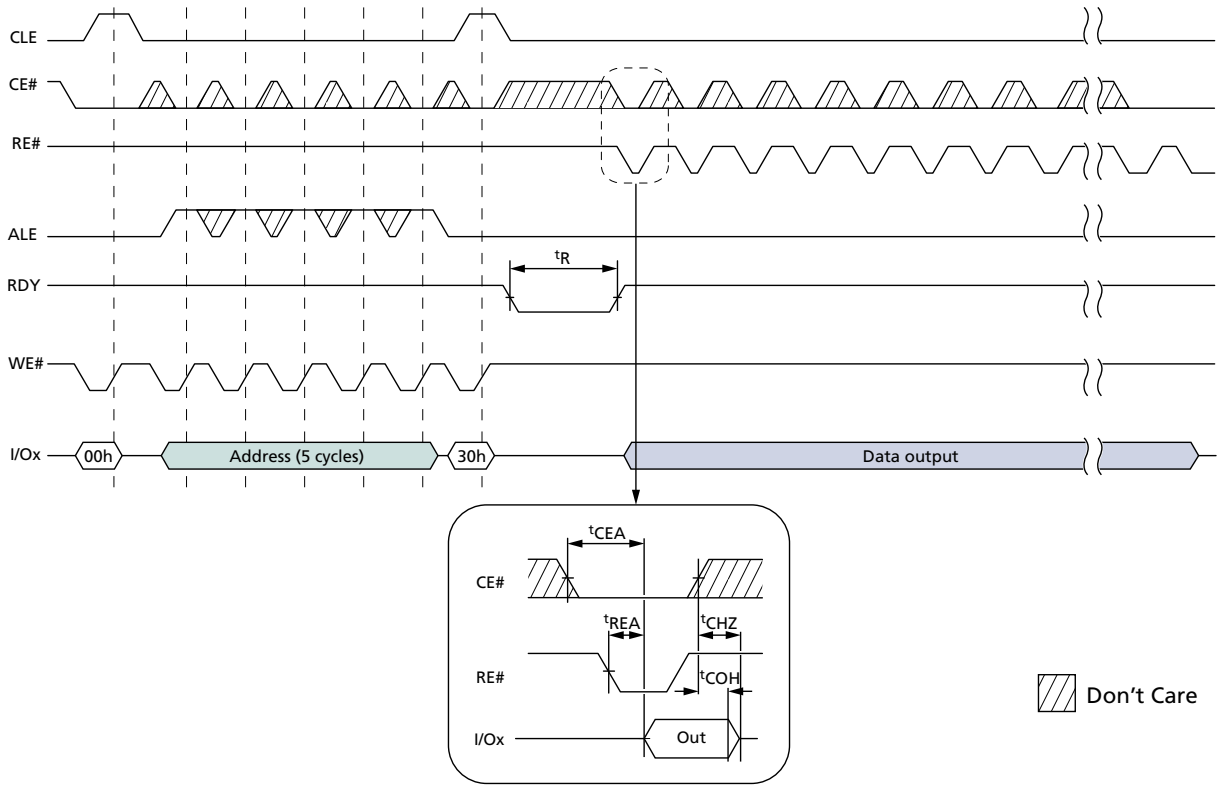 CLE
CE#
RE#
ALE
tR
RDY
WE#
I/Ox 00h Address (5 cycles) 30h Data output
tCEA
CE#
tREA tCHZ
RE# tCOH
I/Ox Out
Don't Care